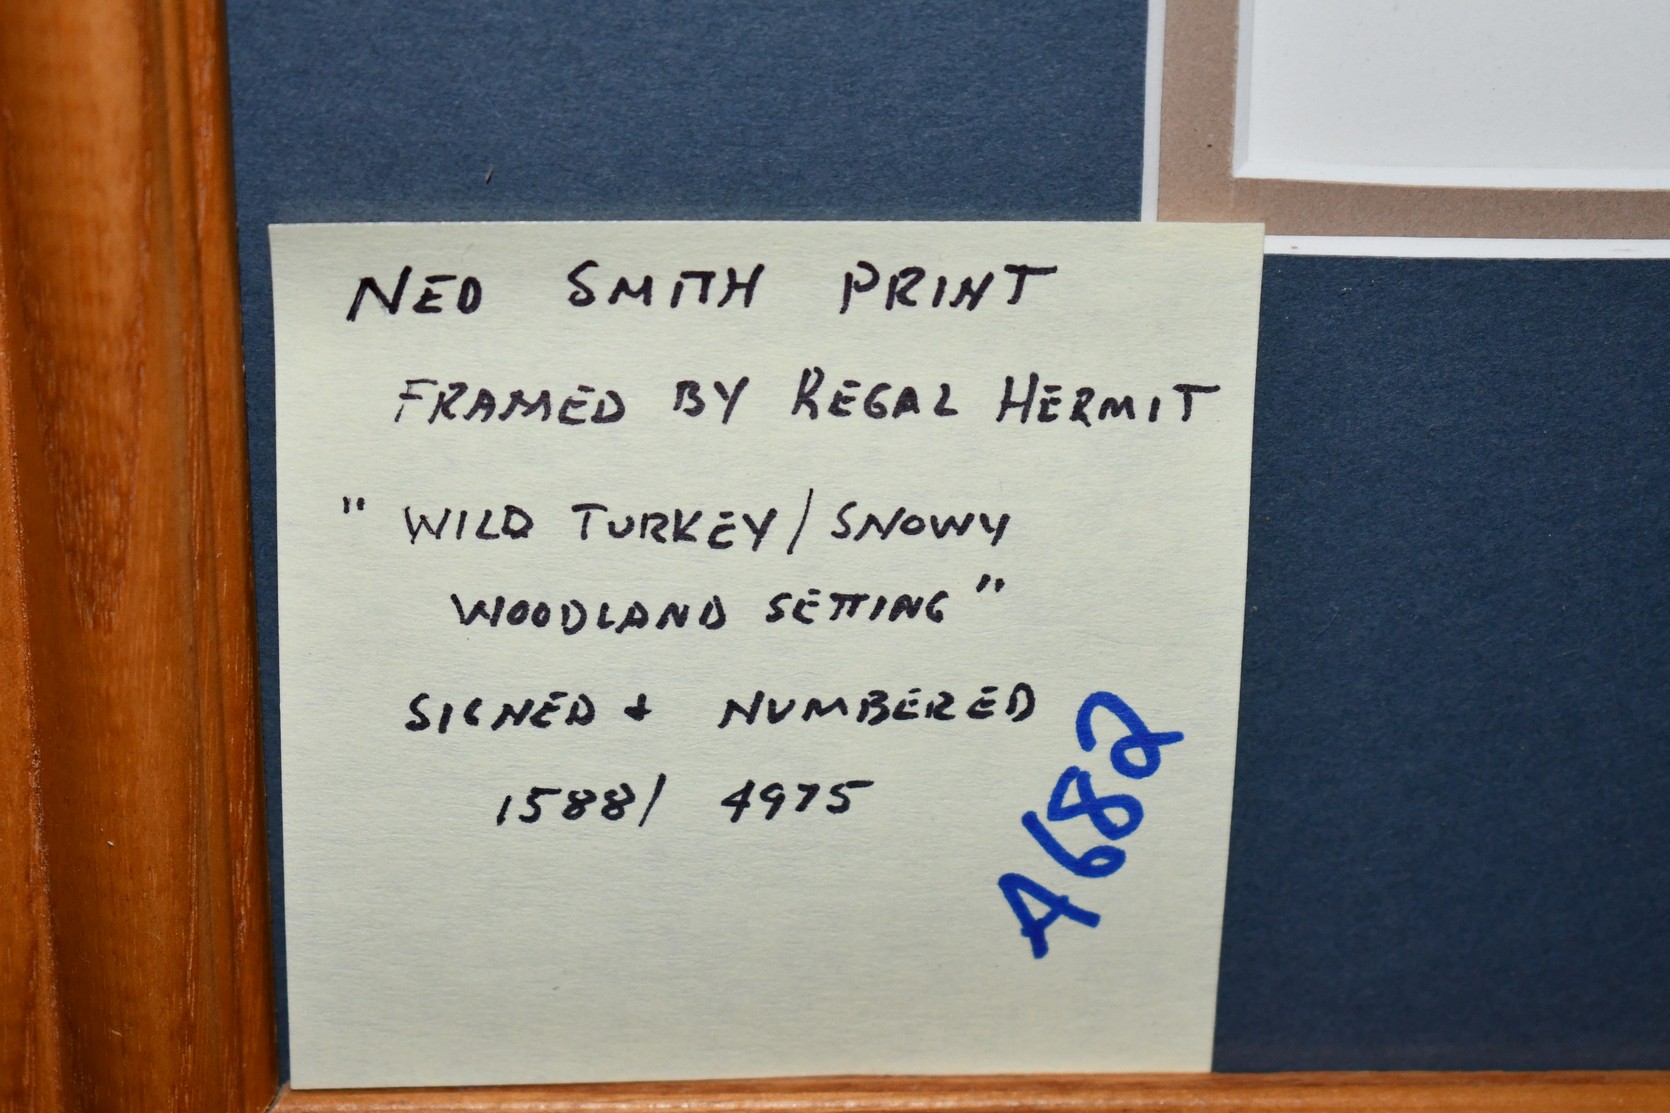 NED SMITH PRINT
FRAMED BY REGAL HERMIT
" WILD TURKEY / SNOWY
WOODLAND SETTING "
SIGNED + NUMBERED
1588 / 4975
A682